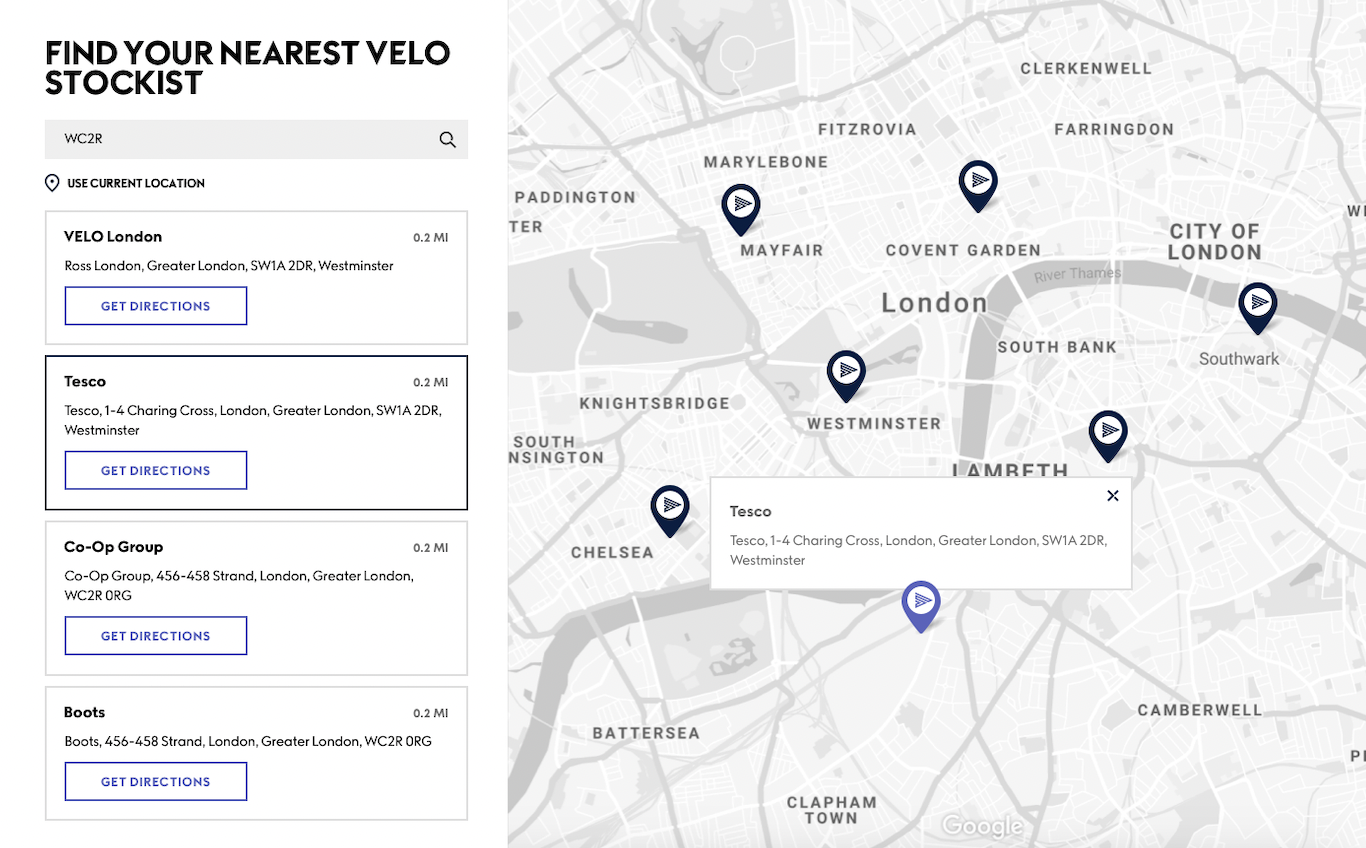 FIND YOUR NEAREST VELO
STOCKIST
WC2R
USE CURRENT LOCATION
VELO London
0.2 MI
Ross London, Greater London, SW1A 2DR, Westminster
GET DIRECTIONS
Tesco
0.2 MI
Tesco, 1-4 Charing Cross, London, Greater London, SW1A 2DR,
Westminster
GET DIRECTIONS
Co-Op Group
0.2 MI
Co-Op Group, 456-458 Strand, London, Greater London,
WC2R 0RG
GET DIRECTIONS
Boots
0.2 MI
Boots, 456-458 Strand, London, Greater London, WC2R 0RG
GET DIRECTIONS
CLERKENWELL
FITZROVIA
FARRINGDON
MARYLEBONE
PADDINGTON
TER
WI
CITY OF
LONDON
MAYFAIR
COVENT GARDEN
River Thames
London
SOUTH BANK
Southwark
KNIGHTSBRIDGE
WESTMINSTER
SOUTH
NSINGTON
LAMBETH
Tesco
Tesco, 1-4 Charing Cross, London, Greater London, SW1A 2DR,
Westminster
CHELSEA
CAMBERWELL
BATTERSEA
CLAPHAM
TOWN
Google